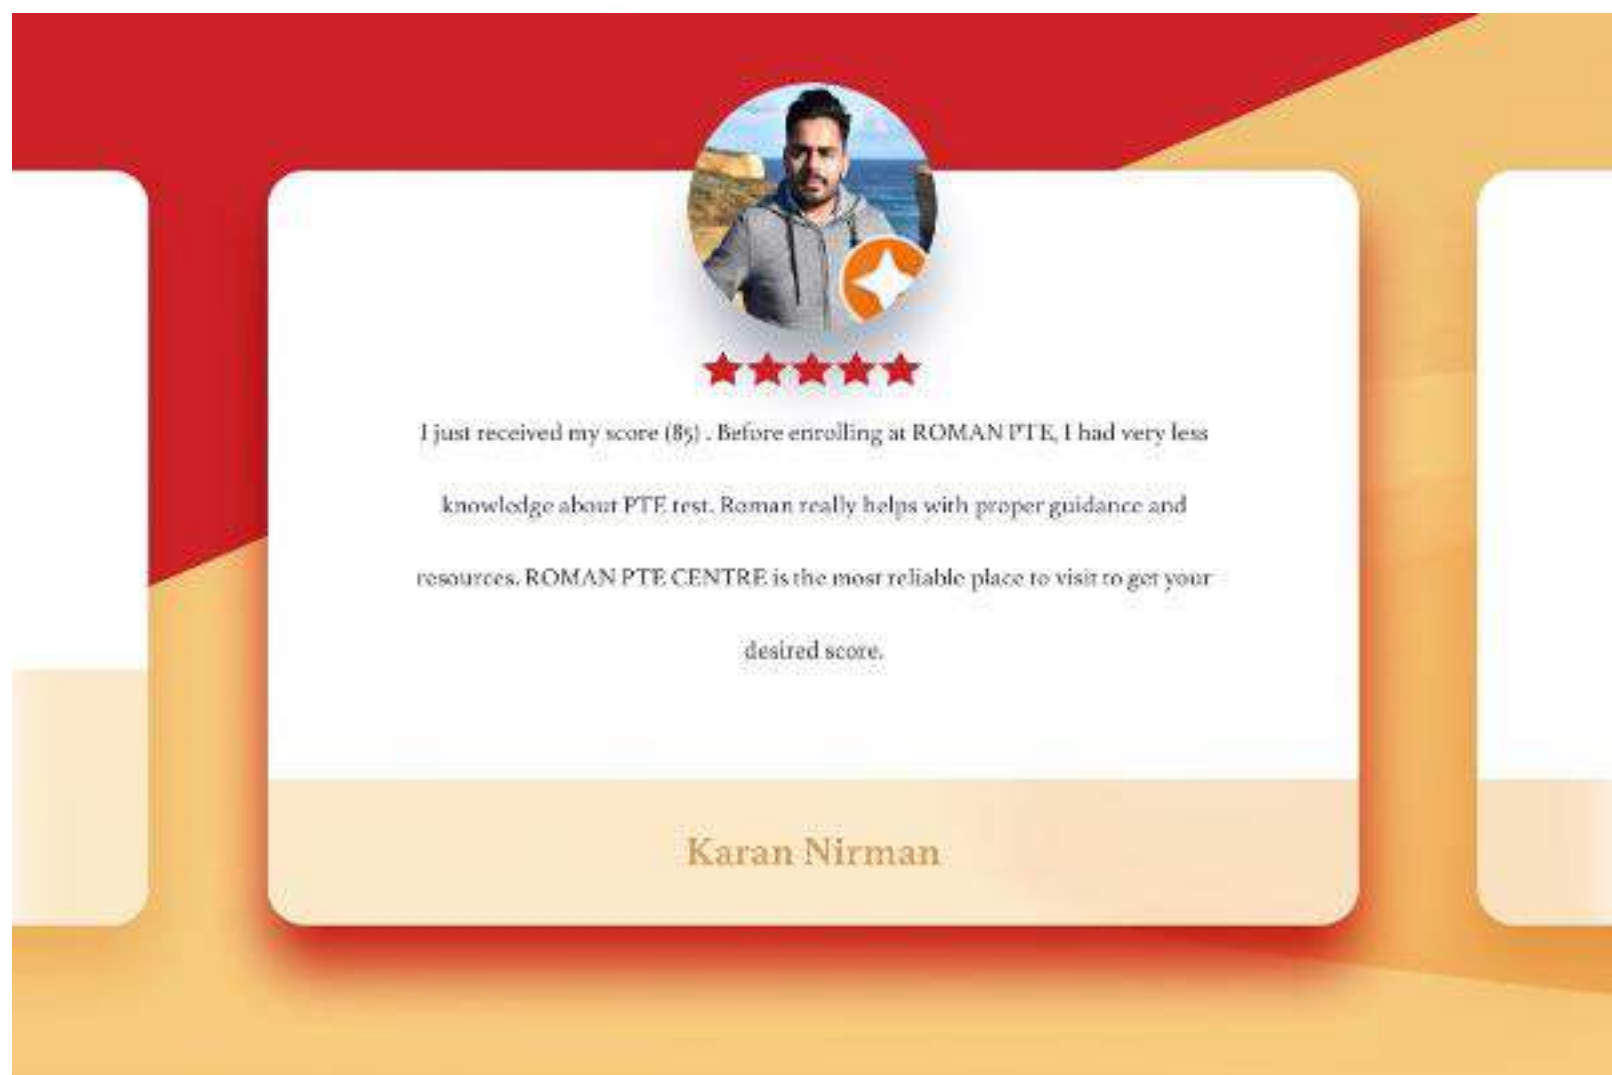 I just received my score (85) . Before enrolling at ROMAN PTE, I had very less
knowledge about PTE test. Roman really helps with proper guidance and
resources. ROMAN PTE CENTRE is the most reliable place to visit to get your
desired score.
Karan Nirman